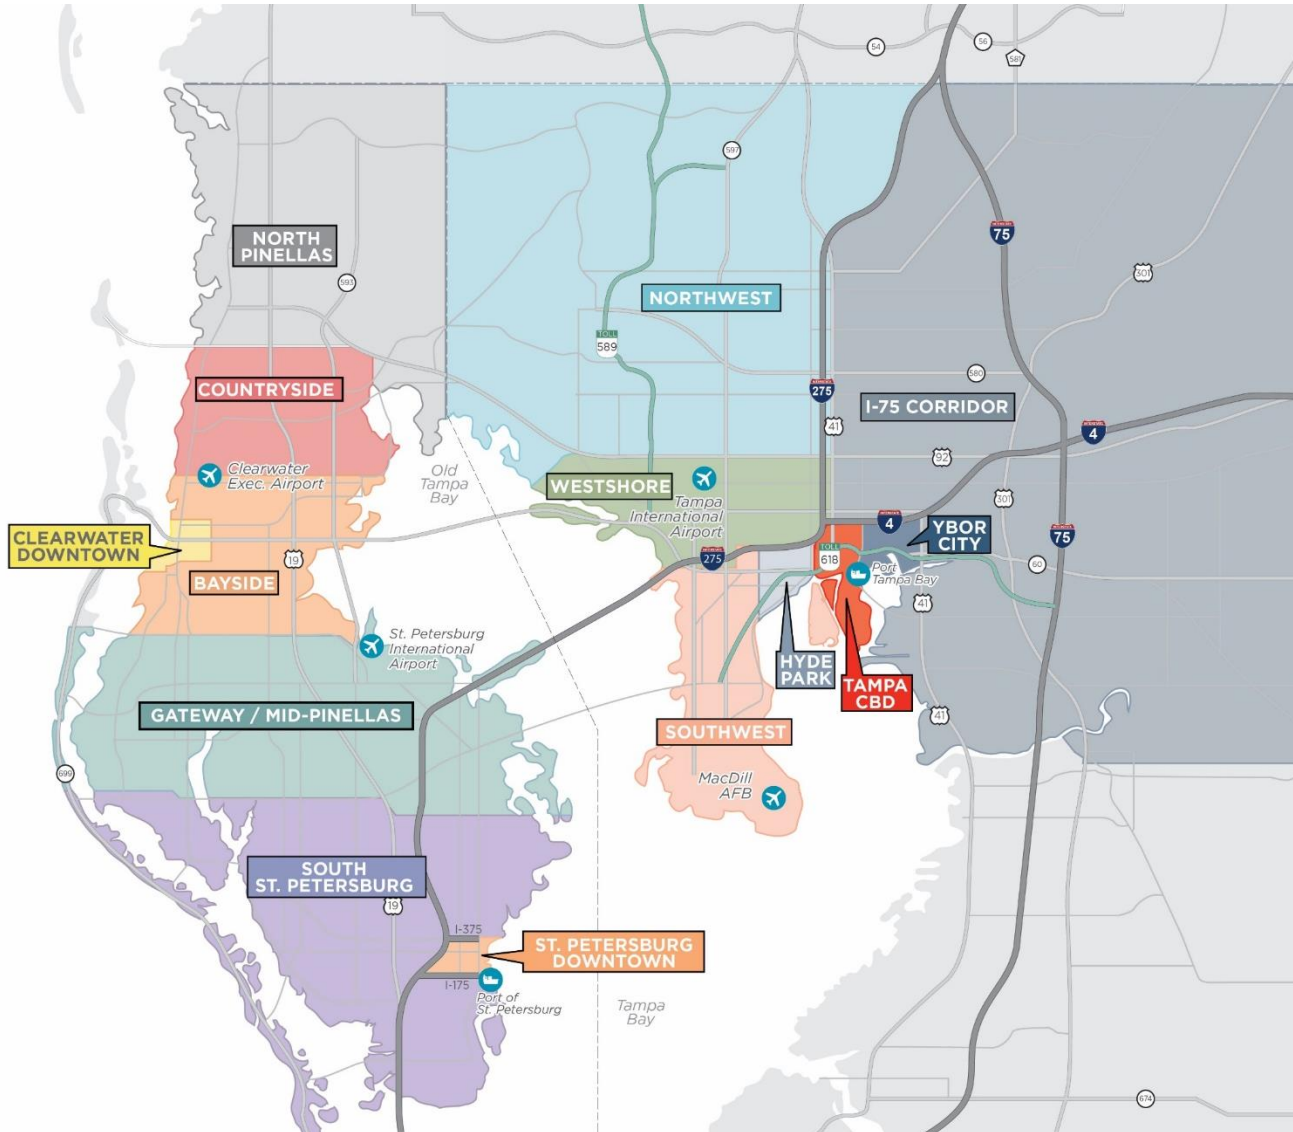 54
56
581
597
75
NORTH
PINELLAS
301
593
NORTHWEST
TOLL
589
580
COUNTRYSIDE
INTERSTATE
275
I-75 CORRIDOR
41
4
92
Clearwater
Exec. Airport
Old
Tampa
Bay
WESTSHORE
Tampa
International
Airport
301
4
YBOR
CITY
75
CLEARWATER
DOWNTOWN
19
275
TOLL
618
60
BAYSIDE
Port
Tampa Bay
41
St. Petersburg
International
Airport
HYDE
PARK
TAMPA
CBD
GATEWAY / MID-PINELLAS
41
SOUTHWEST
699
MacDill
AFB
SOUTH
ST. PETERSBURG
19
I-375
ST. PETERSBURG
DOWNTOWN
I-175
Port of
St. Petersburg
Tampa
Bay
674